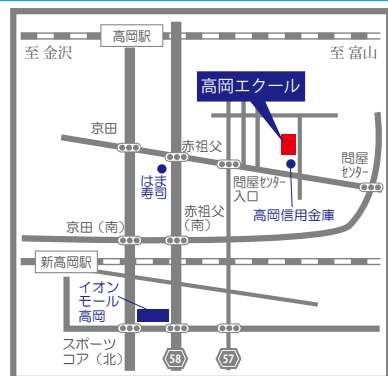 高岡駅
至 金沢
至 富山
高岡エクール
京田
赤祖父
問屋
センター
はま
寿司
問屋センター
入口
高岡信用金庫
赤祖父
(南)
京田(南)
新高岡駅
イオン
モール
高岡
スポーツ
コア(北)
58
57